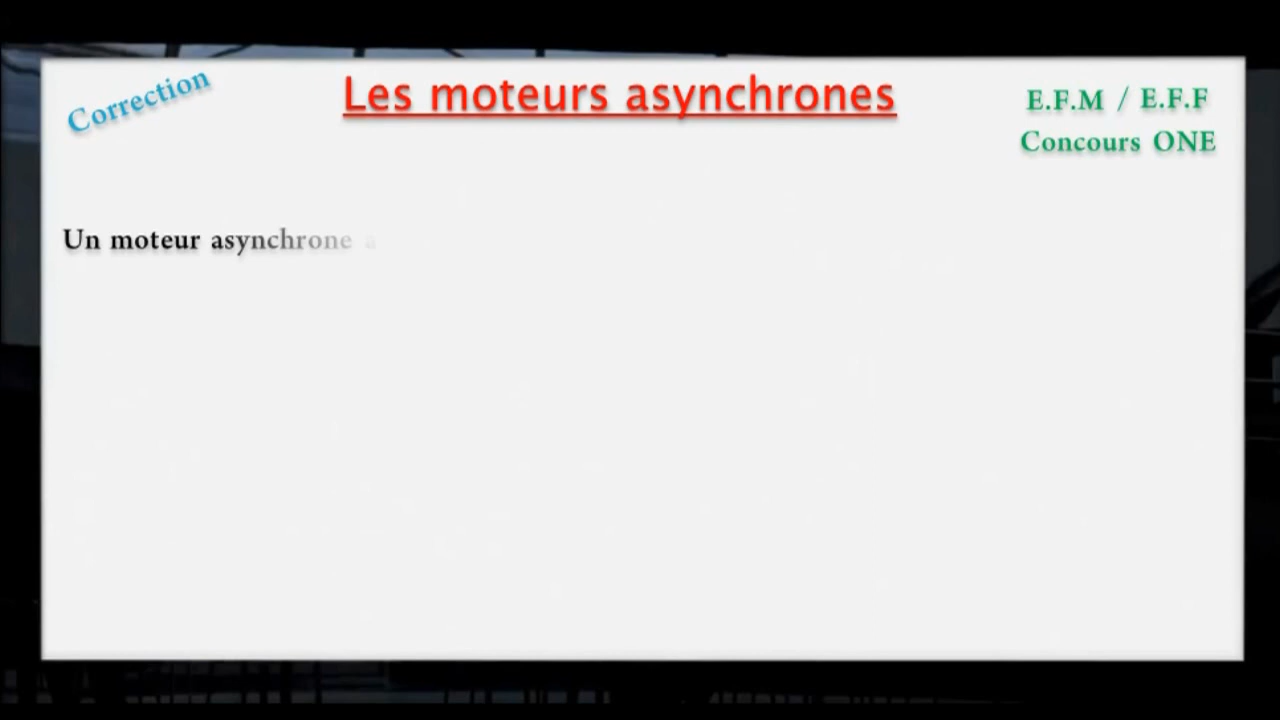 Correction
Les moteurs asynchrones
E.F.M / E.F.F
Concours ONE
Un moteur asynchrone a